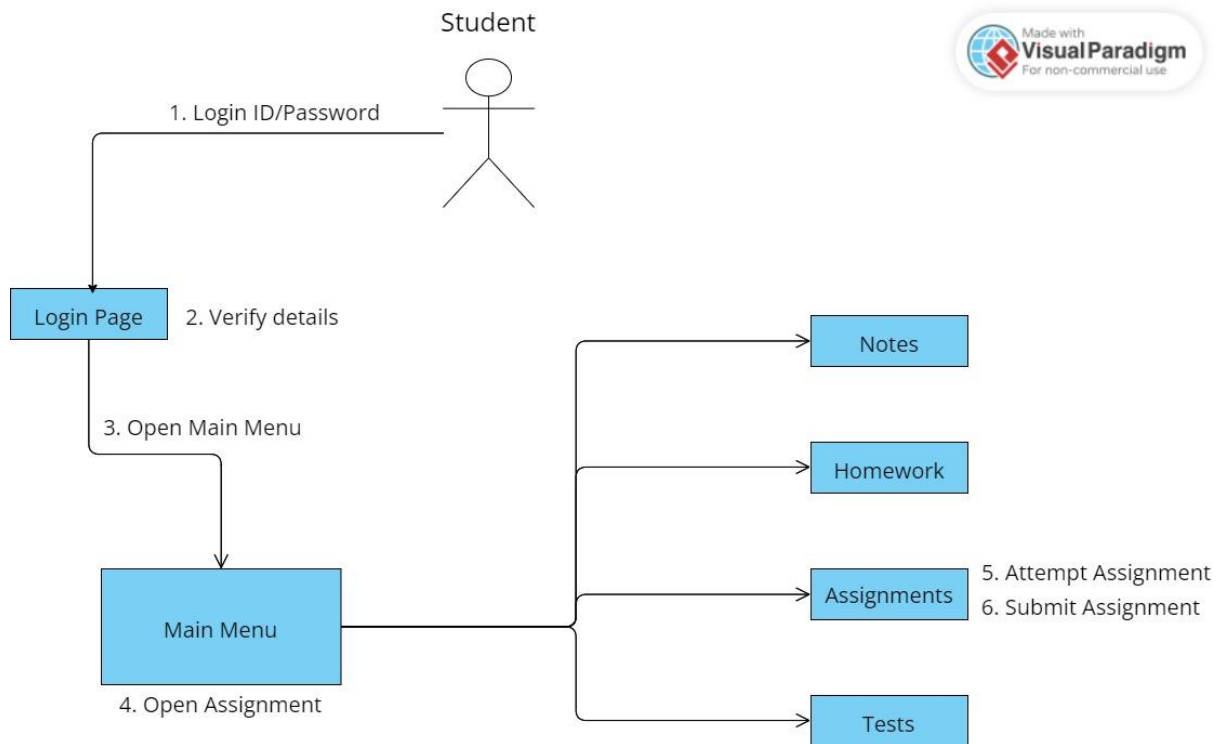 Student
Made with
Visual Paradigm
For non-commercial use
1. Login ID/Password
Login Page
2. Verify details
Notes
3. Open Main Menu
Homework
Assignments
5. Attempt Assignment
6. Submit Assignment
Main Menu
4. Open Assignment
Tests